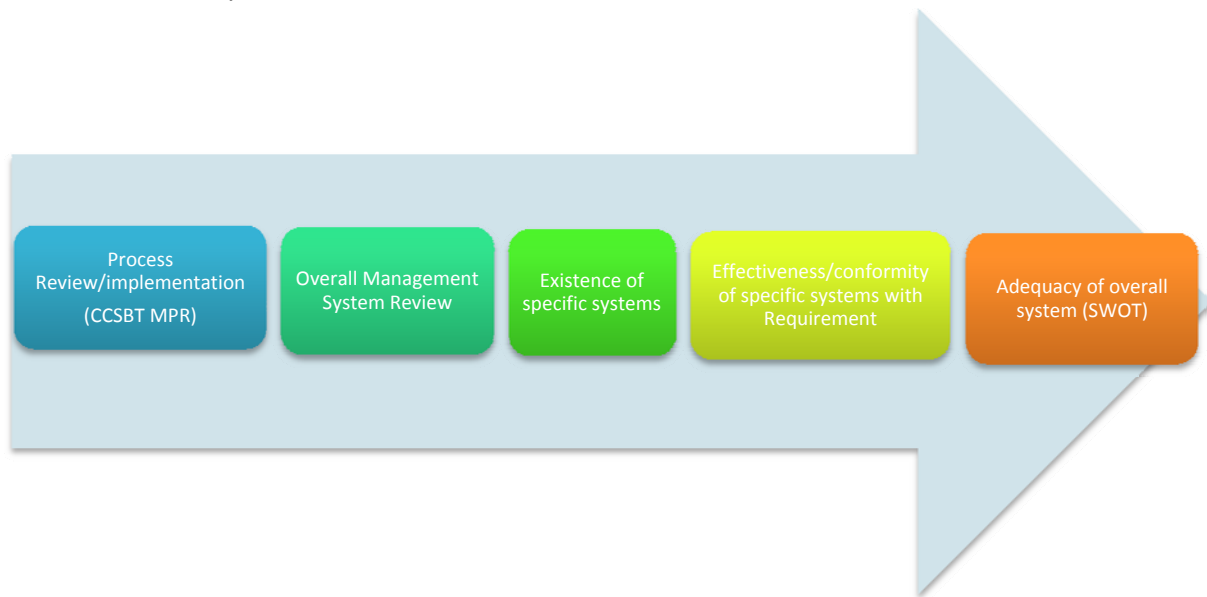 Process
Review/implementation
(CCSBT MPR)
Overall Management
System Review
Existence of
specific systems
Effectiveness/conformity
of specific systems with
Requirement
Adequacy of overall
system (SWOT)